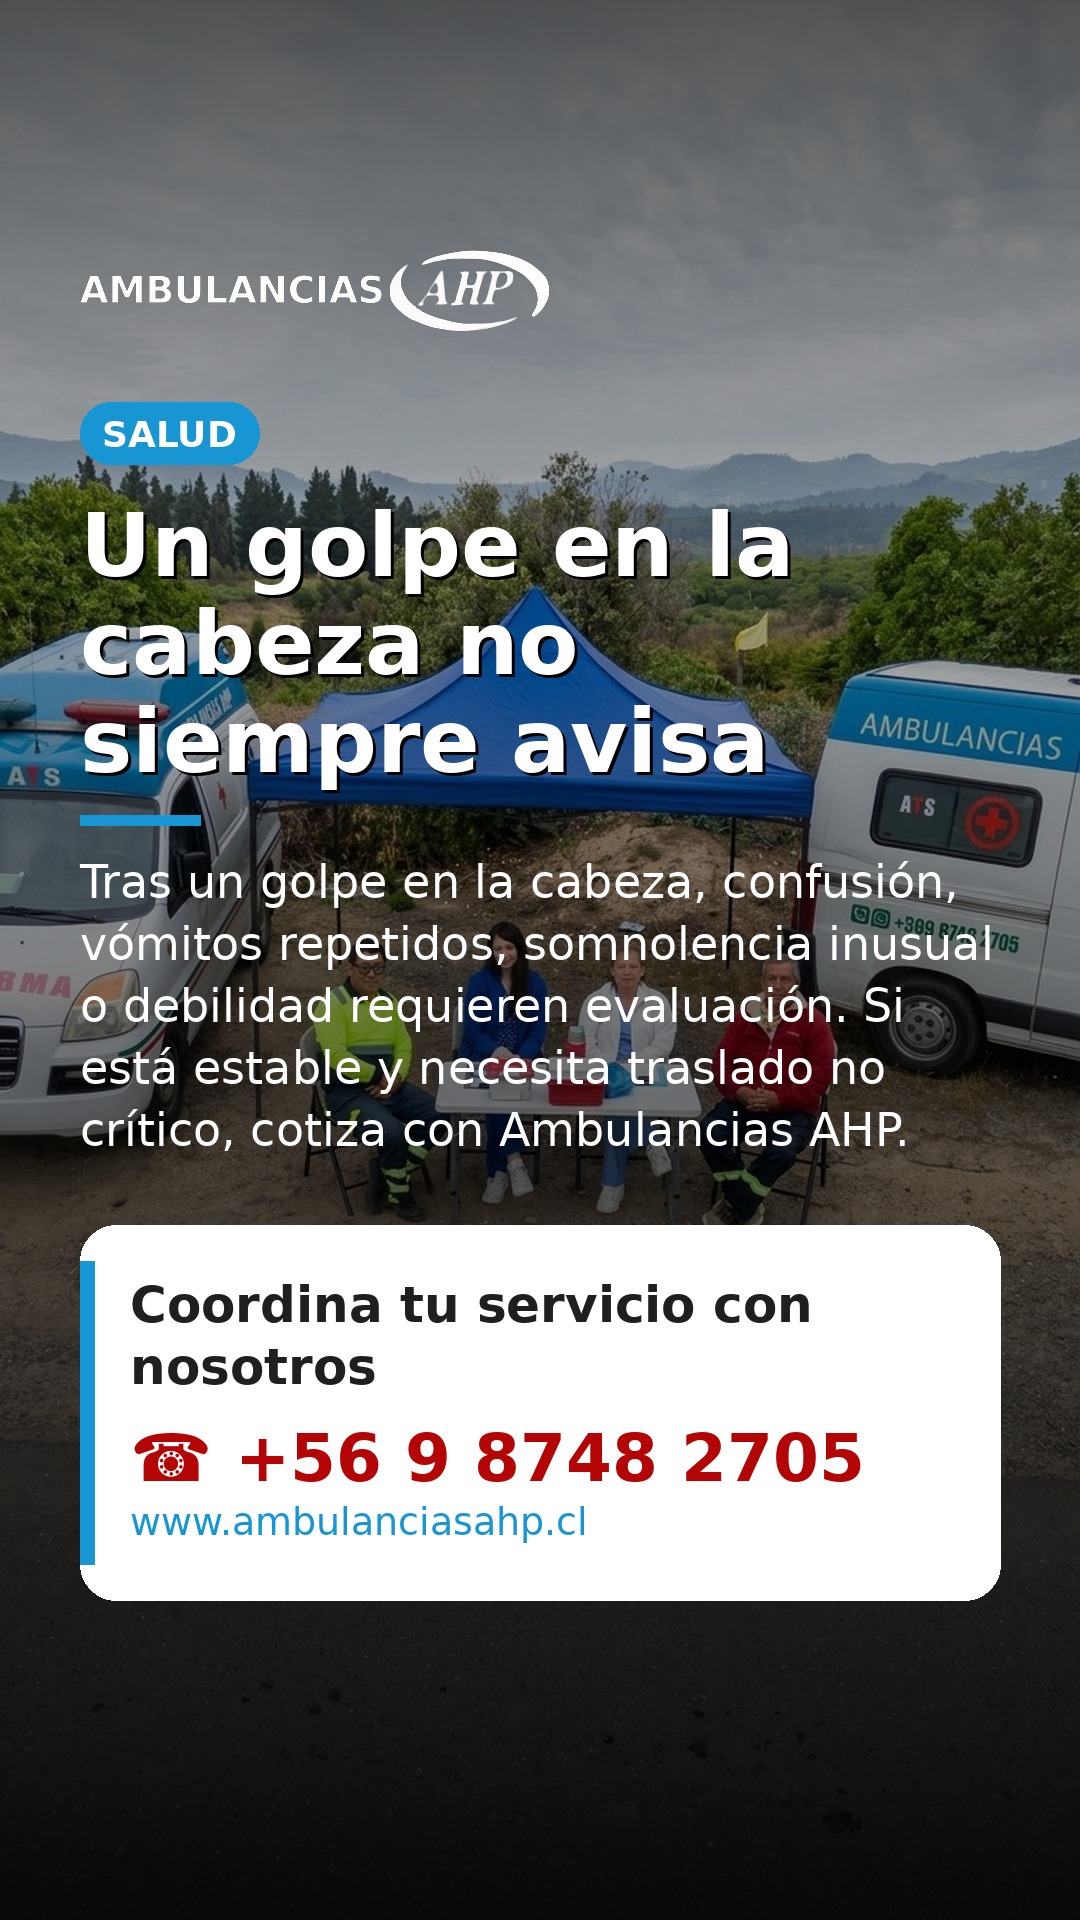 AMBULANCIAS AHP
SALUD
Un golpe en la
cabeza no
siempre avisa
Tras un golpe en la cabeza, confusión,
vómitos repetidos, somnolencia inusual
o debilidad requieren evaluación. Si
está estable y necesita traslado no
crítico, cotiza con Ambulancias AHP.
AMBULANCIAS
ATS
ATS
Coordina tu servicio con
nosotros
☎ +56 9 8748 2705
www.ambulanciasahp.cl